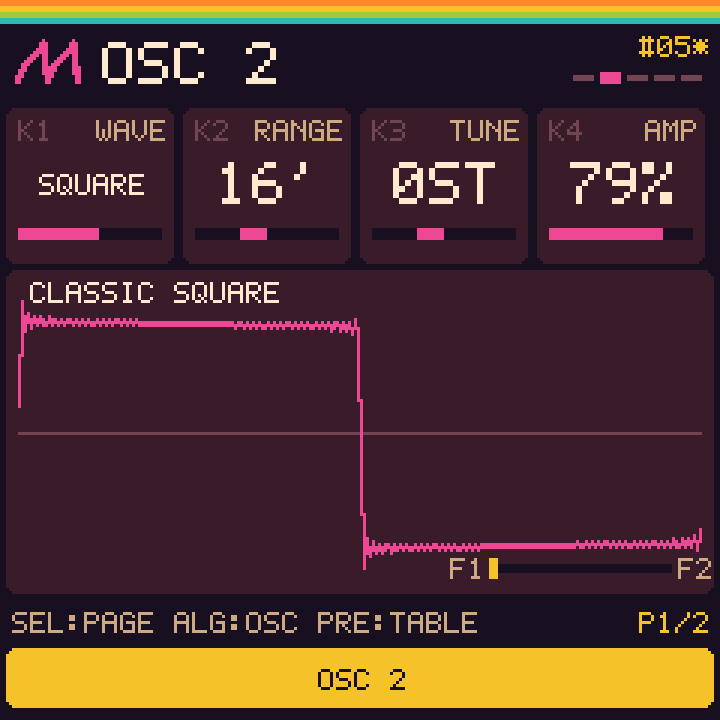 OSC 2
#05*
K1 WAVE K2 RANGE K3 TUNE K4 AMP
SQUARE 16' 0ST 79%
CLASSIC SQUARE
F1 F2
SEL:PAGE ALG:OSC PRE:TABLE P1/2
OSC 2